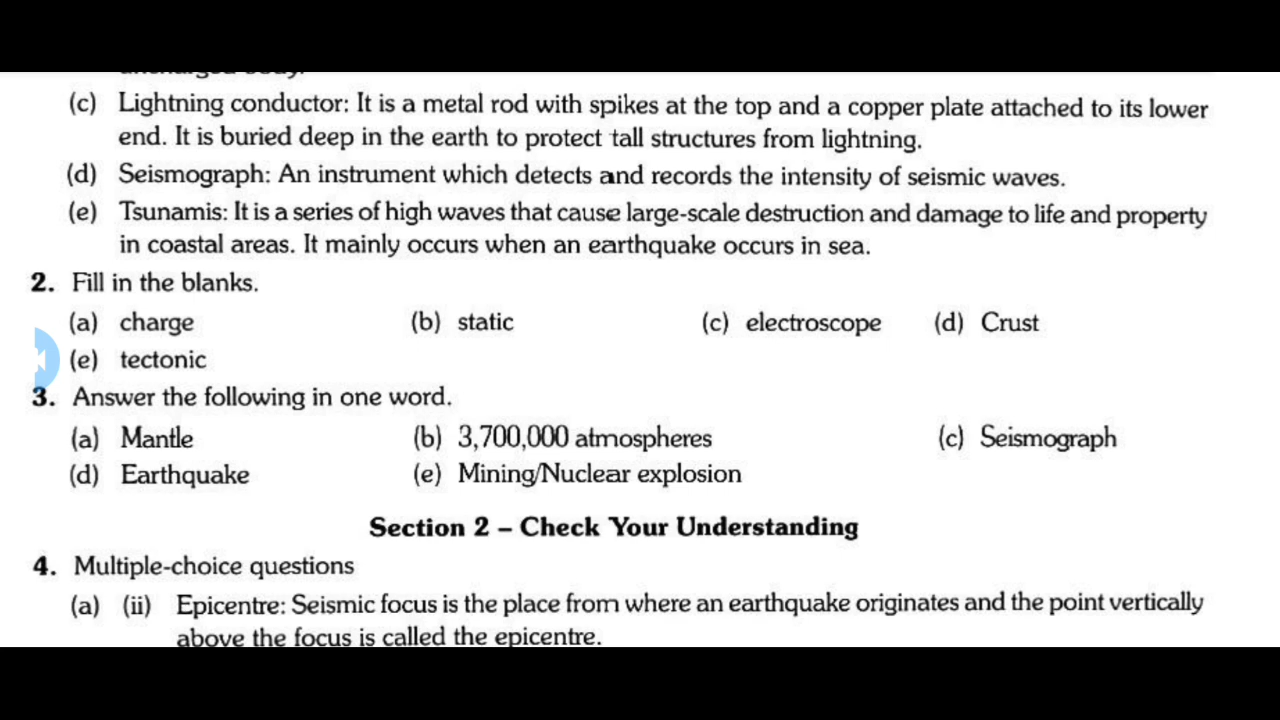 (c) Lightning conductor: It is a metal rod with spikes at the top and a copper plate attached to its lower
end. It is buried deep in the earth to protect tall structures from lightning.
(d) Seismograph: An instrument which detects and records the intensity of seismic waves.
(e) Tsunamis: It is a series of high waves that cause large-scale destruction and damage to life and property
in coastal areas. It mainly occurs when an earthquake occurs in sea.
2. Fill in the blanks.
(a) charge (b) static (c) electroscope (d) Crust
(e) tectonic
3. Answer the following in one word.
(a) Mantle (b) 3,700,000 atmospheres (c) Seismograph
(d) Earthquake (e) Mining/Nuclear explosion
Section 2 – Check Your Understanding
4. Multiple-choice questions
(a) (ii) Epicentre: Seismic focus is the place from where an earthquake originates and the point vertically
above the focus is called the epicentre.